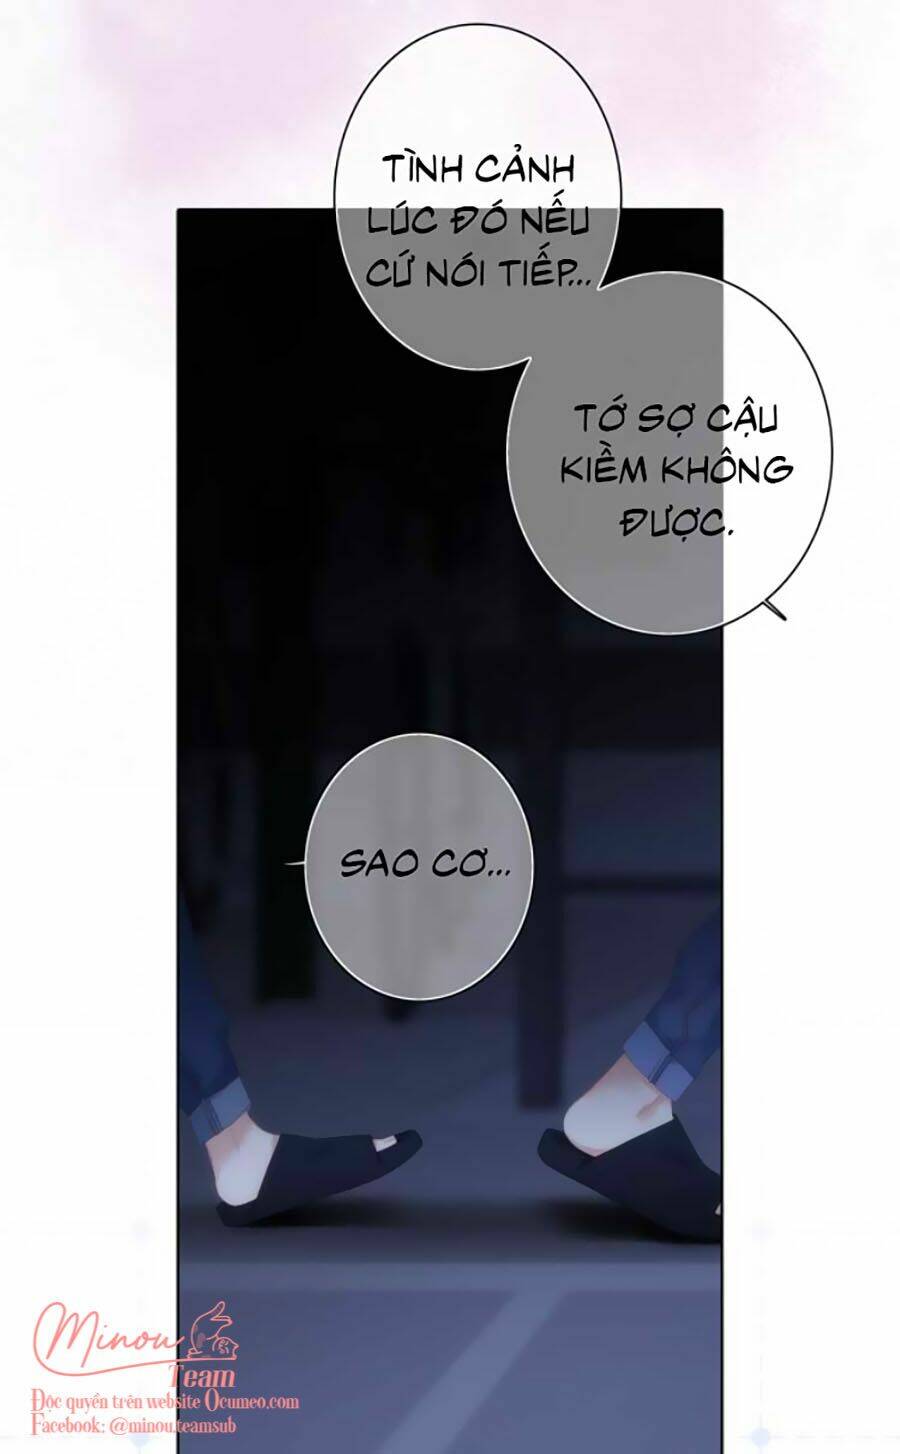 TÌNH CẢNH
LÚC ĐÓ NẾU
CỨ NÓI TIẾP...
TỚ SỢ CẬU
KIỀM KHÔNG
ĐƯỢC.
SAO CƠ...
Minou
Team
Độc quyền trên website Ocumeo.com
Facebook: @minou.teamsub